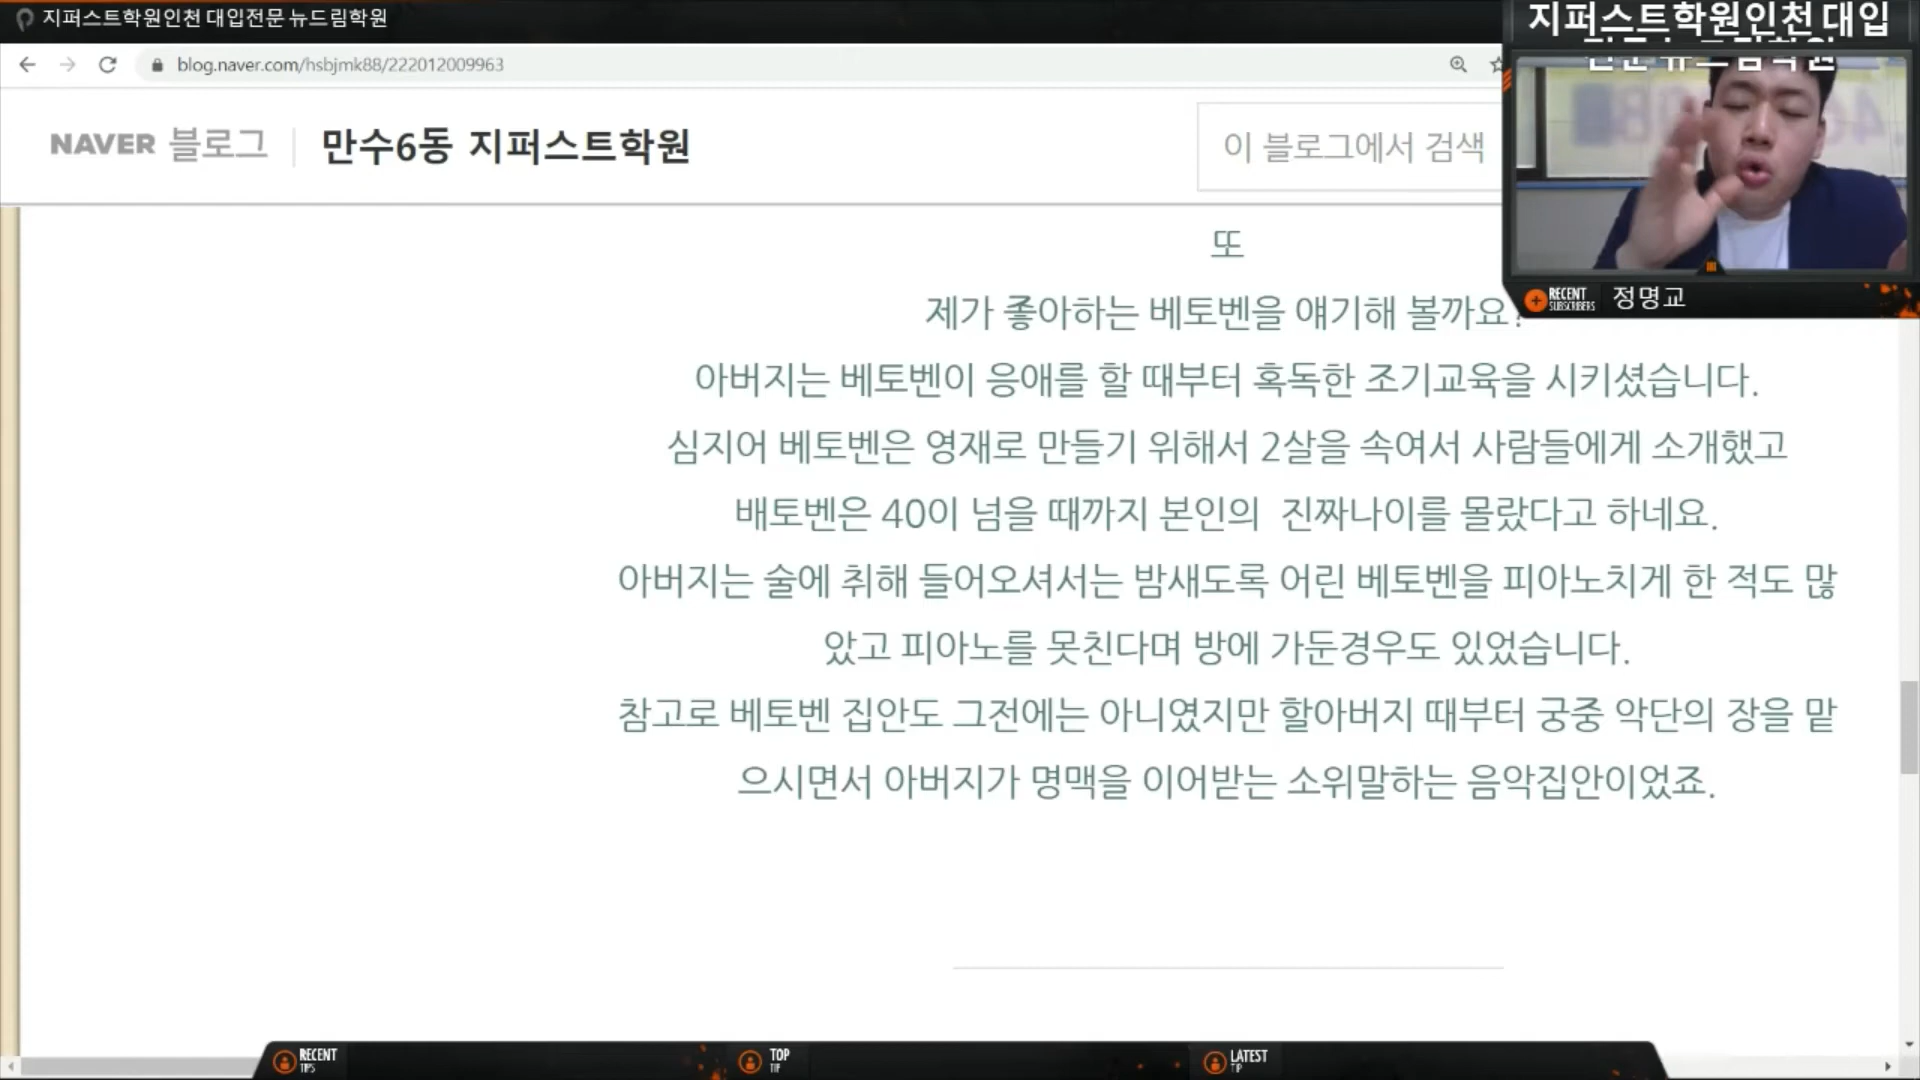 지퍼스트학원인천 대입전문 뉴드림학원
지퍼스트학원인천 대입
전문 뉴드림학원
blog.naver.com/hsbjmk88/222012009963
NAVER 블로그
만수6동 지퍼스트학원
이 블로그에서 검색
RECENT
SUBSCRIBERS
정명교
또
제가 좋아하는 베토벤을 얘기해 볼까요?
아버지는 베토벤이 응애를 할 때부터 혹독한 조기교육을 시키셨습니다.
심지어 베토벤은 영재로 만들기 위해서 2살을 속여서 사람들에게 소개했고
배토벤은 40이 넘을 때까지 본인의 진짜나이를 몰랐다고 하네요.
아버지는 술에 취해 들어오셔서는 밤새도록 어린 베토벤을 피아노치게 한 적도 많
았고 피아노를 못친다며 방에 가둔경우도 있었습니다.
참고로 베토벤 집안도 그전에는 아니였지만 할아버지 때부터 궁중 악단의 장을 맡
으시면서 아버지가 명맥을 이어받는 소위말하는 음악집안이었죠.
RECENT
TIPS
TOP
TIP
LATEST
TIP